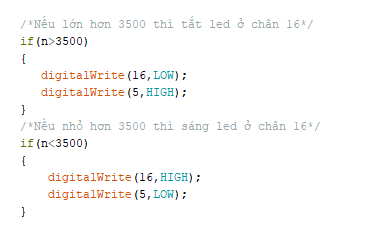 /*Nếu lớn hơn 3500 thì tắt led ở chân 16*/
if(n>3500)
{
digitalWrite(16,LOW);
digitalWrite(5,HIGH);
}
/*Nếu nhỏ hơn 3500 thì sáng led ở chân 16*/
if(n<3500)
{
digitalWrite(16,HIGH);
digitalWrite(5,LOW);
}